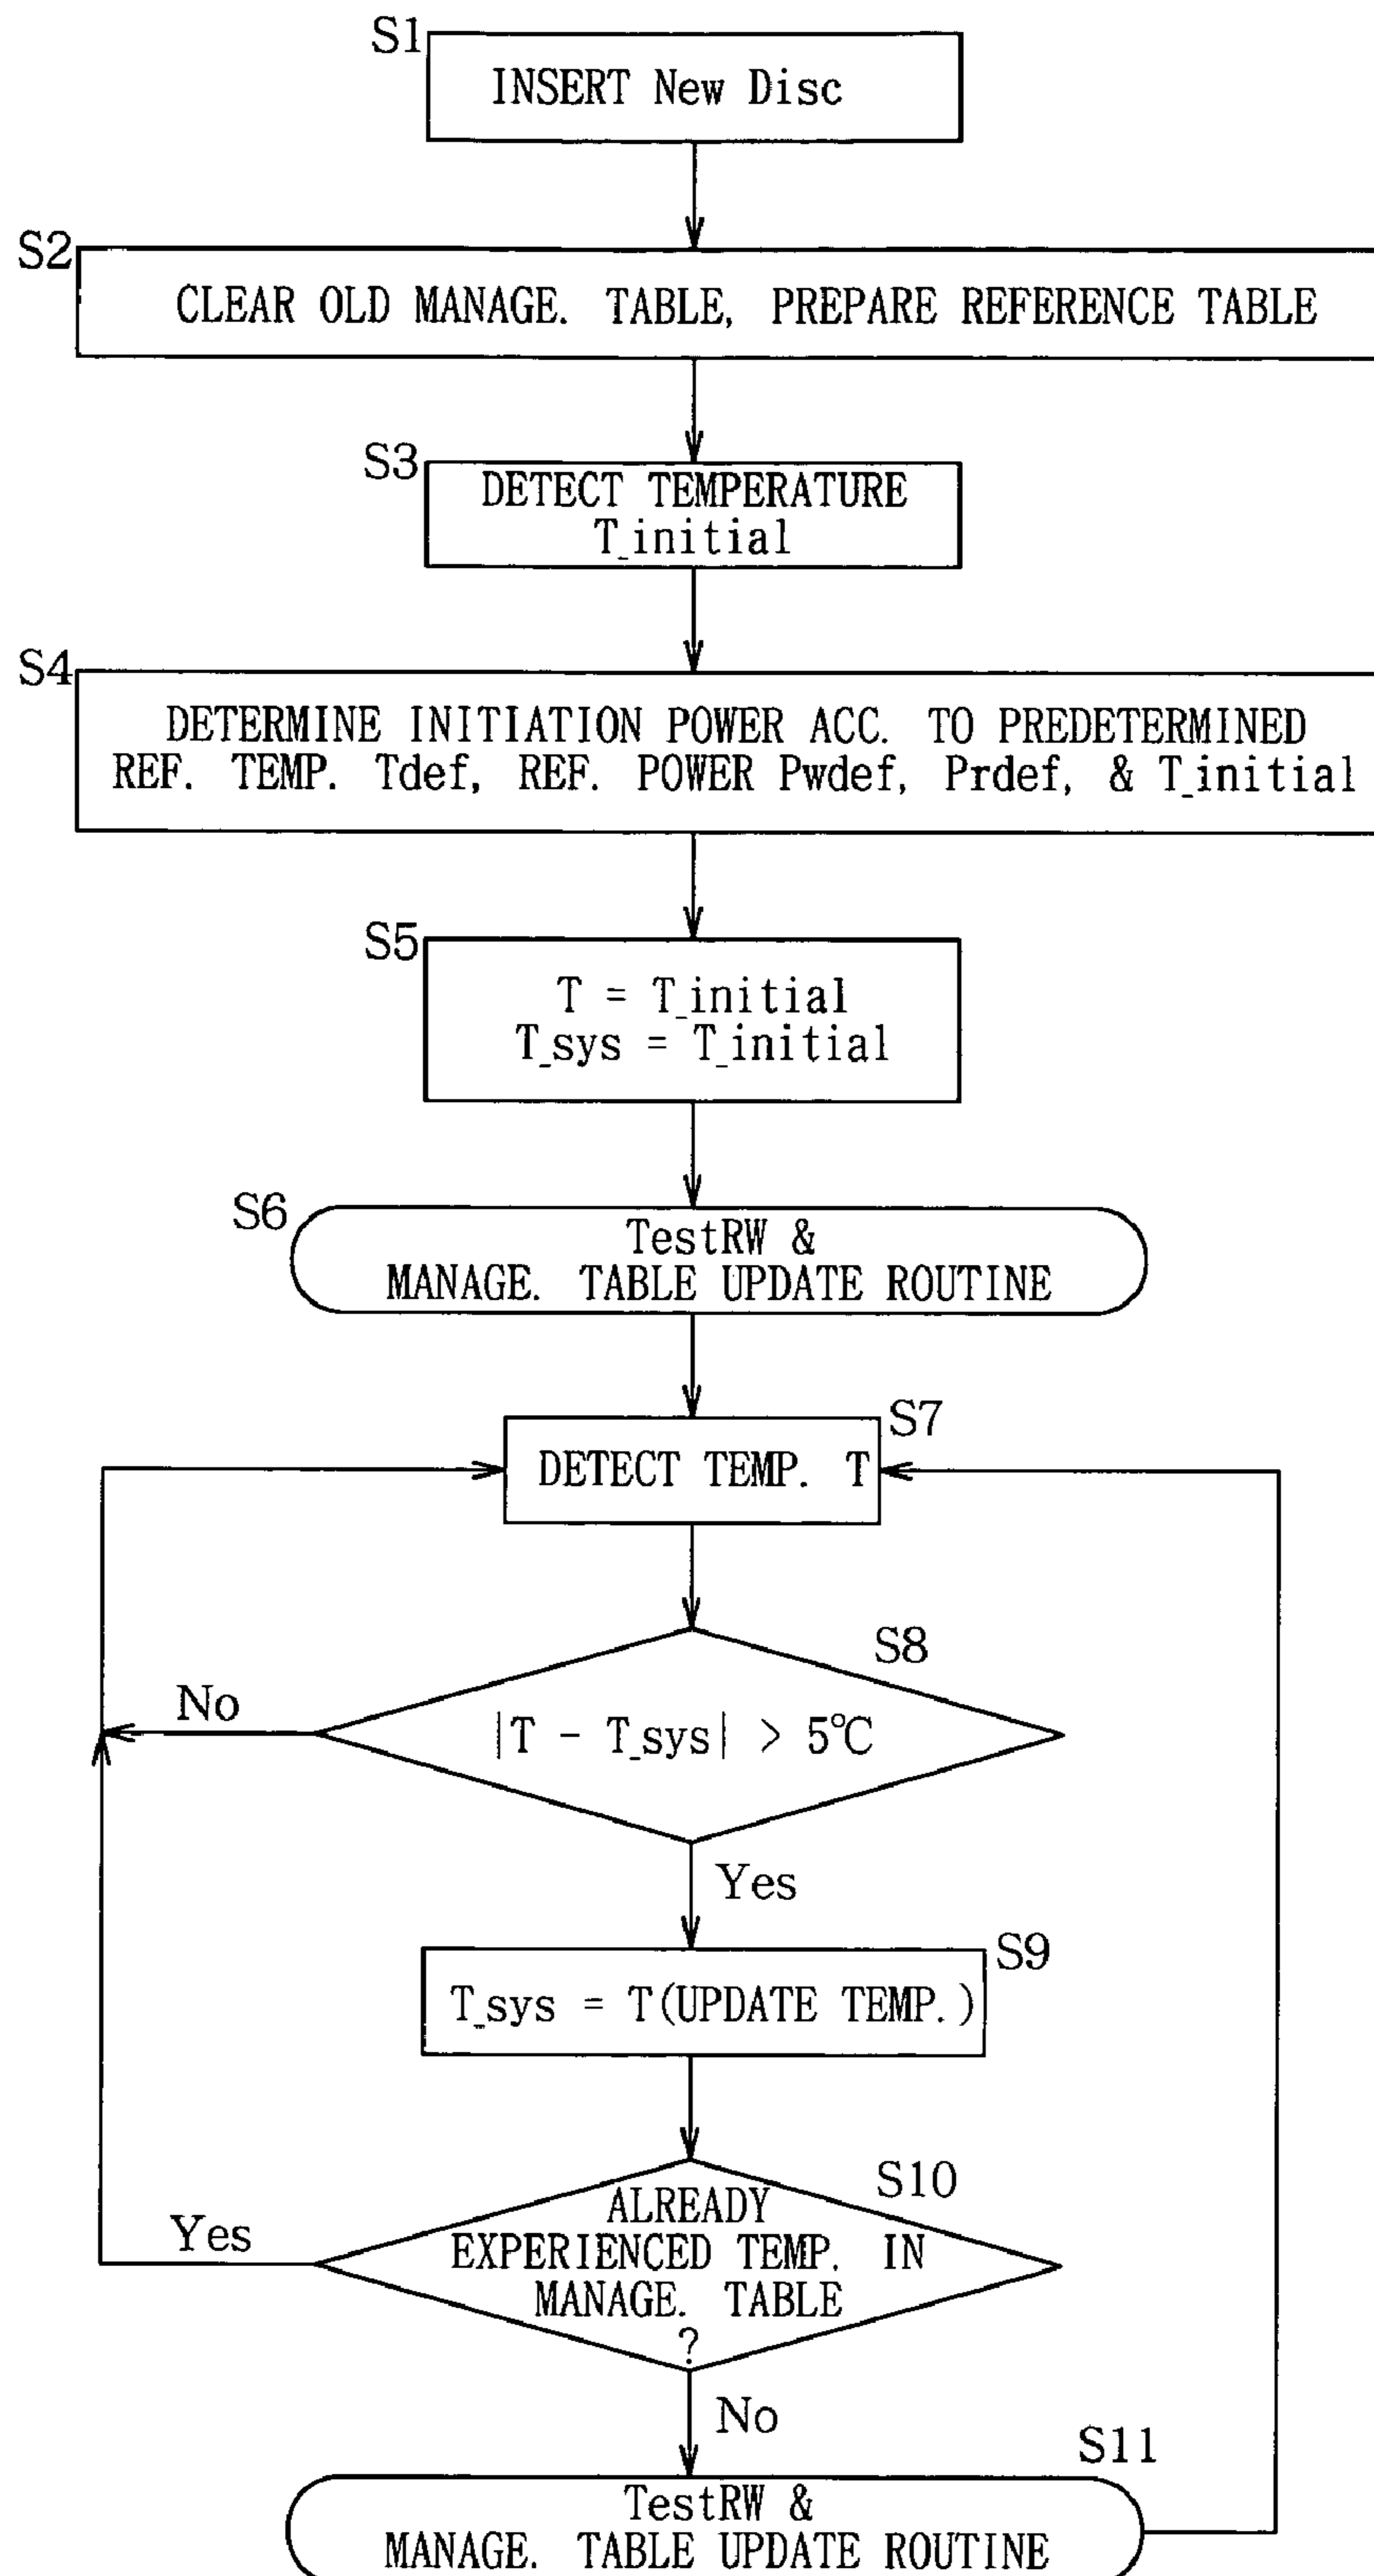 S1
INSERT New Disc
S2
CLEAR OLD MANAGE. TABLE, PREPARE REFERENCE TABLE
S3
DETECT TEMPERATURE
T_initial
S4
DETERMINE INITIATION POWER ACC. TO PREDETERMINED
REF. TEMP. Tdef, REF. POWER Pwdef, Prdef, & T_initial
S5
T = T_initial
T_sys = T_initial
S6
TestRW &
MANAGE. TABLE UPDATE ROUTINE
S7
DETECT TEMP. T
S8
No
|T - T_sys| > 5℃
Yes
S9
T_sys = T(UPDATE TEMP.)
S10
Yes
ALREADY
EXPERIENCED TEMP. IN
MANAGE. TABLE
?
No
S11
TestRW &
MANAGE. TABLE UPDATE ROUTINE